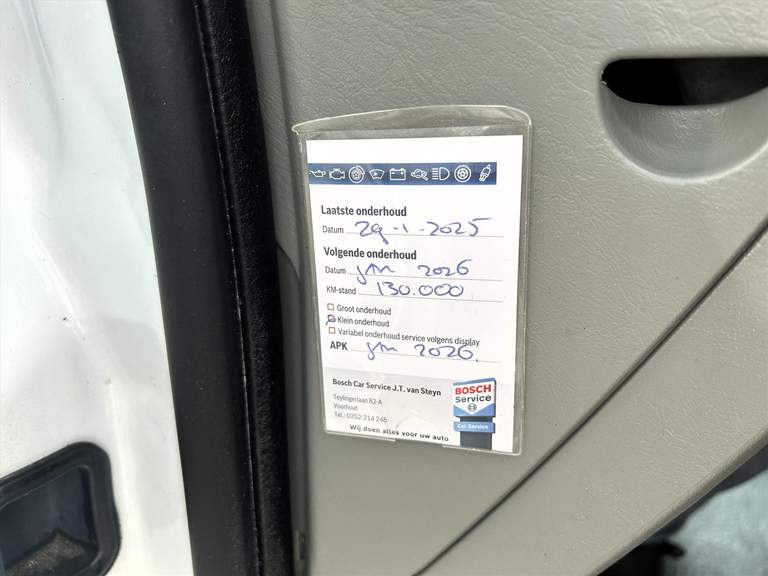 Laatste onderhoud
Datum 29-1-2025
Volgende onderhoud
Datum jan 2026
KM-stand 130.000
Groot onderhoud
Klein onderhoud
Variabel onderhoud service volgens display
APK jan 2026.
Bosch Car Service J.T. van Steyn
Teylingerlaan 82-A
Voorhout
Tel.: 0252-214 248
Wij doen alles voor uw auto
BOSCH
Service
Car Service